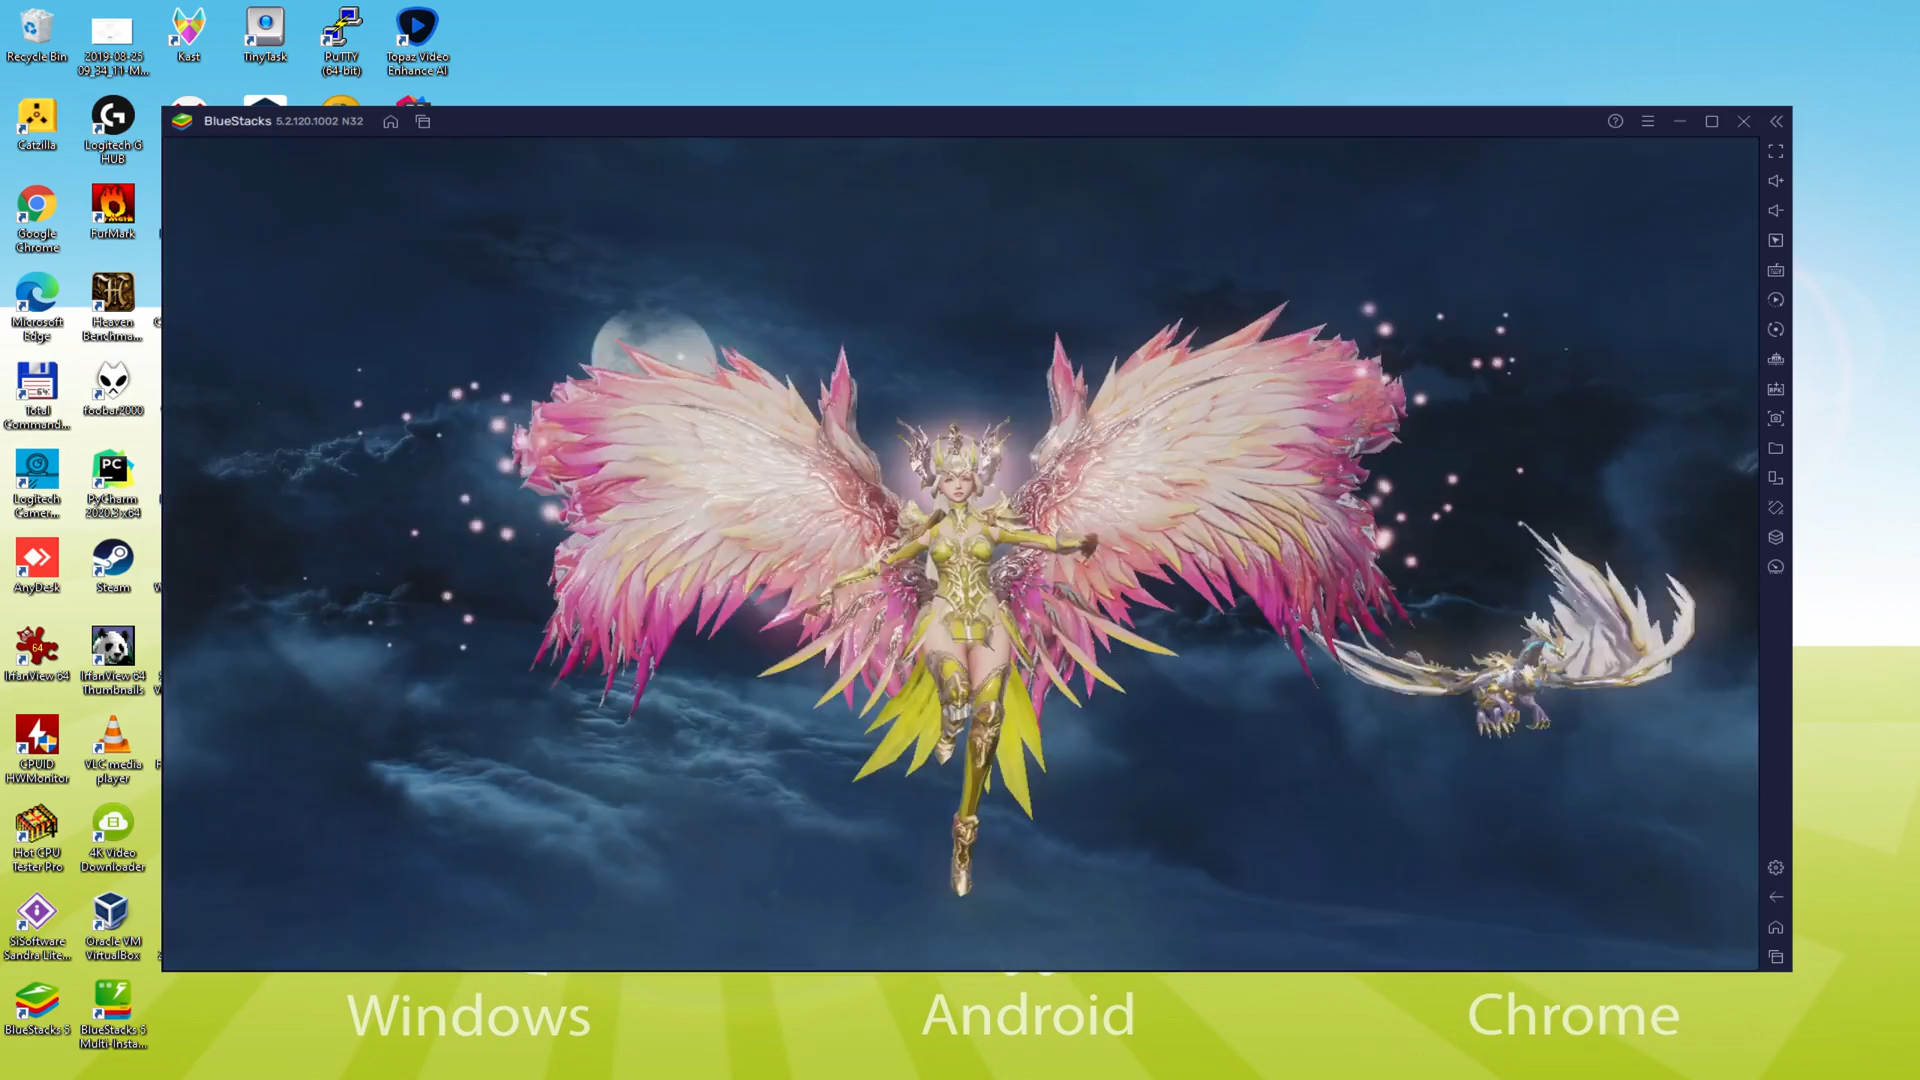 Recycle Bin
2019-08-25
09_34_11-M...
Kast
TinyTask
PuTTY
(64-bit)
Topaz Video
Enhance AI
BlueStacks 5.2.120.1002 N32
Catzilla
Logitech G
HUB
Google
Chrome
FurMark
Microsoft
Edge
Heaven
Benchma...
Total
Command...
foobar2000
Logitech
Camer...
PyCharm
2020.3 x64
AnyDesk
Steam
IrfanView 64
IrfanView 64
Thumbnails
CPUID
HWMonitor
VLC media
player
Hot CPU
Tester Pro
4K Video
Downloader
SiSoftware
Sandra Lite...
Oracle VM
VirtualBox
BlueStacks 5
BlueStacks 5
Multi-Insta...
Windows
Android
Chrome